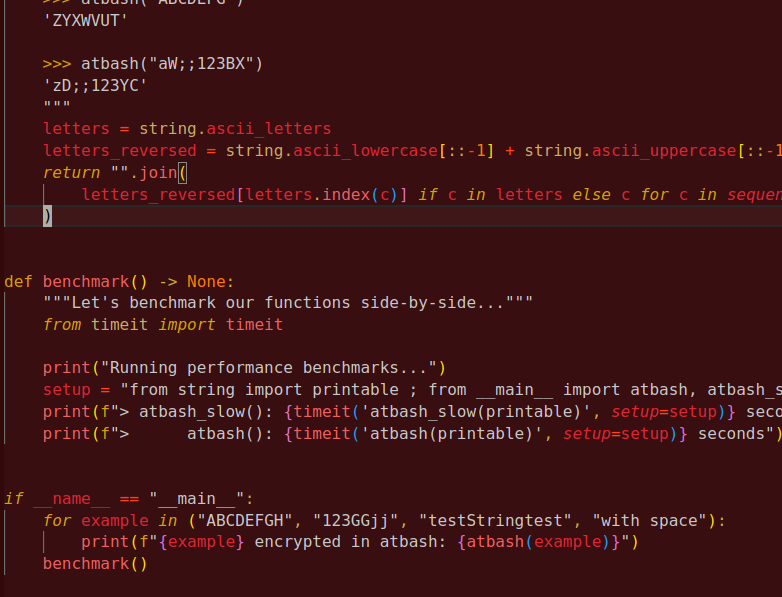 >>> atbash("ABCDEFG")
'ZYXWVUT'
>>> atbash("aW;;123BX")
'zD;;123YC'
"""
letters = string.ascii_letters
letters_reversed = string.ascii_lowercase[::-1] + string.ascii_uppercase[::-1
return "".join(
letters_reversed[letters.index(c)] if c in letters else c for c in sequen
)
def benchmark() -> None:
"""Let's benchmark our functions side-by-side..."""
from timeit import timeit
print("Running performance benchmarks...")
setup = "from string import printable ; from __main__ import atbash, atbash_s
print(f"> atbash_slow(): {timeit('atbash_slow(printable)', setup=setup)} seco
print(f">      atbash(): {timeit('atbash(printable)', setup=setup)} seconds")
if __name__ == "__main__":
for example in ("ABCDEFGH", "123GGjj", "testStringtest", "with space"):
print(f"{example} encrypted in atbash: {atbash(example)}")
benchmark()